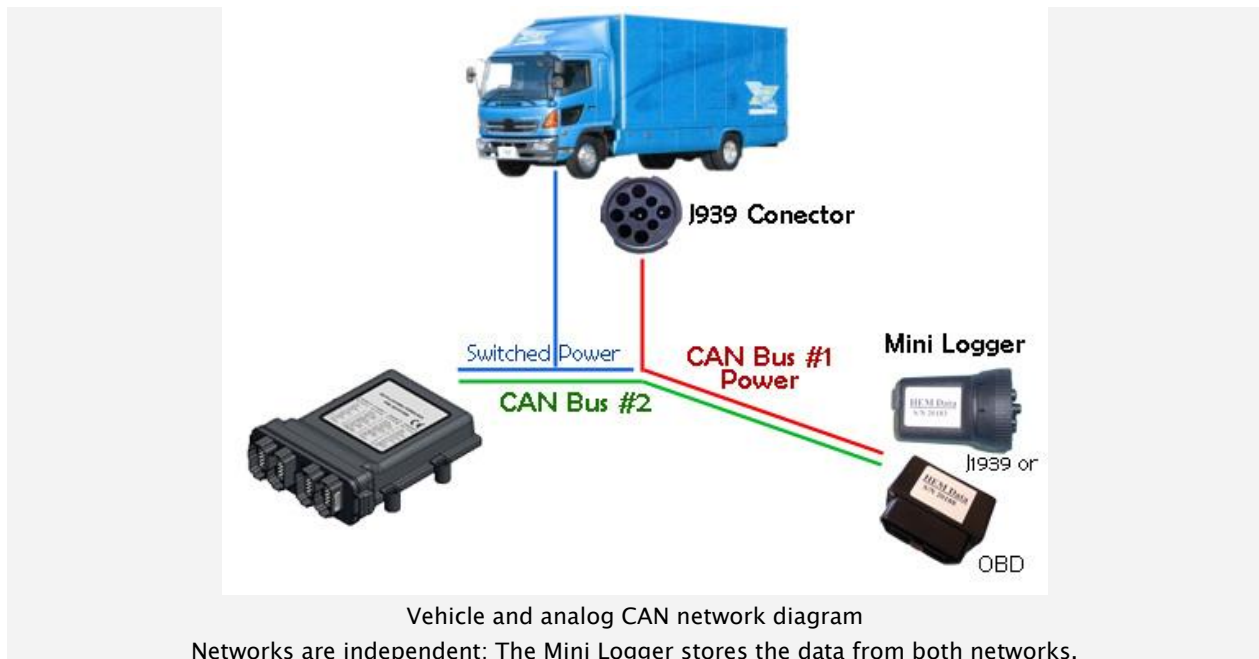 J939 Conector
Switched Power
CAN Bus #1
Power
CAN Bus #2
Mini Logger
HEM Data
S/N 20183
J1939 or
HEM Data
S/N 20188
OBD
Vehicle and analog CAN network diagram
Networks are independent: The Mini Logger stores the data from both networks.